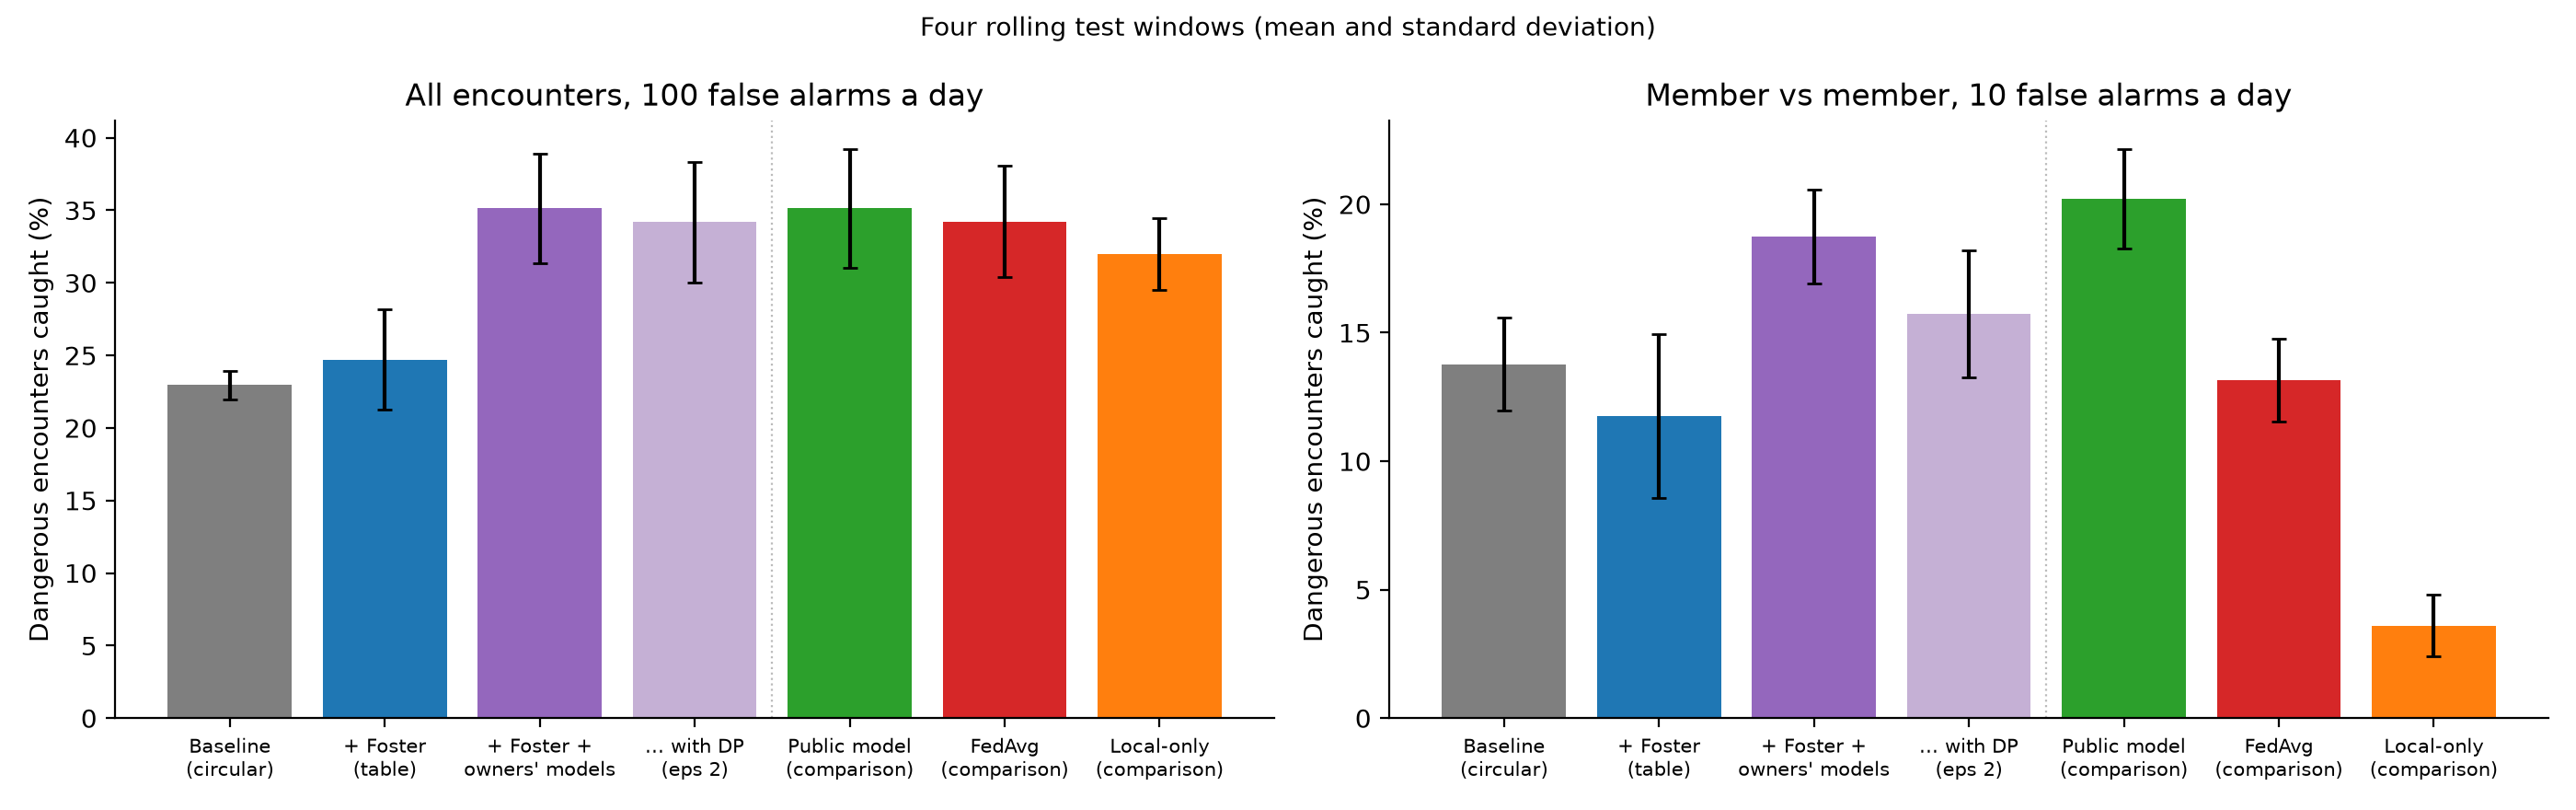 Four rolling test windows (mean and standard deviation)
All encounters, 100 false alarms a day
Dangerous encounters caught (%)
40
35
30
25
20
15
10
5
0
Baseline
(circular)
+ Foster
(table)
+ Foster +
owners' models
... with DP
(eps 2)
Public model
(comparison)
FedAvg
(comparison)
Local-only
(comparison)
Member vs member, 10 false alarms a day
Dangerous encounters caught (%)
20
15
10
5
0
Baseline
(circular)
+ Foster
(table)
+ Foster +
owners' models
... with DP
(eps 2)
Public model
(comparison)
FedAvg
(comparison)
Local-only
(comparison)